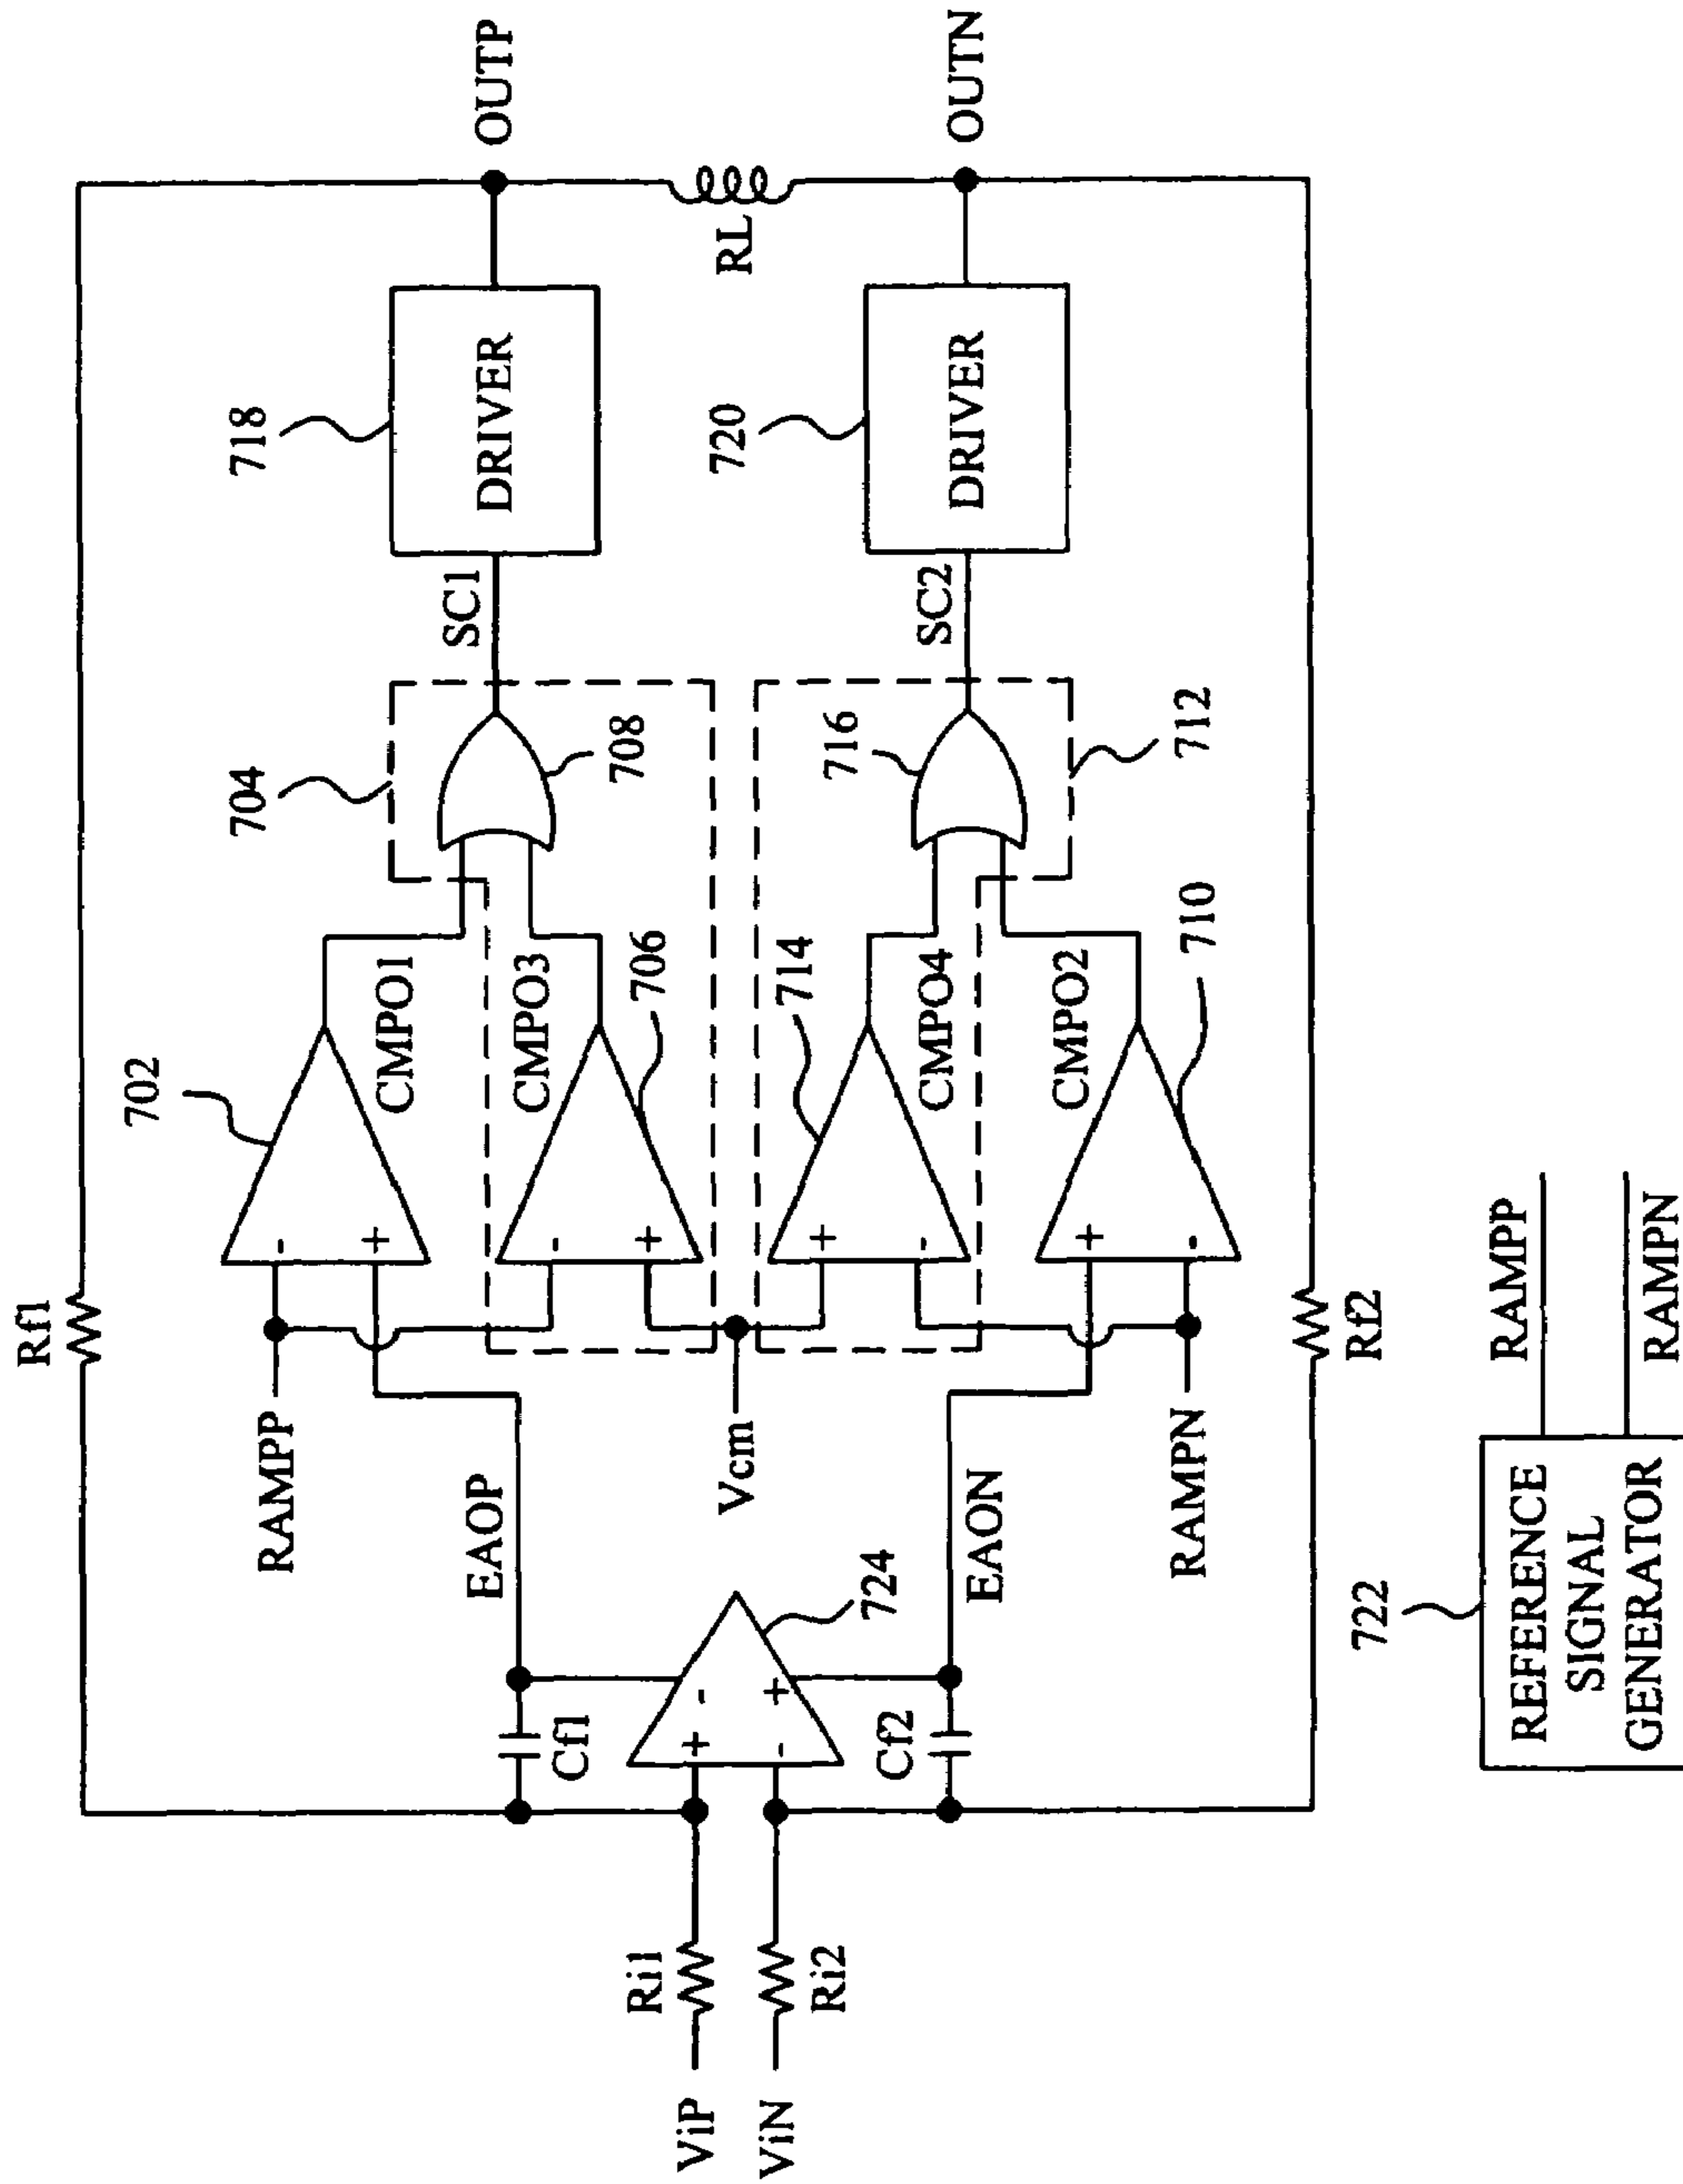 Rf1
702
704
718
RAMPP
-
+
CMPO1
SC1
DRIVER
OUTP
708
EAOP
CMPO3
706
-
+
Cf1
Ri1
ViP
+
-
Vcm
RL
ViN
-
+
724
Ri2
Cf2
EAON
714
+
-
CMPO4
716
SC2
720
DRIVER
OUTN
CMPO2
+
-
710
712
RAMPN
Rf2
722
REFERENCE
SIGNAL
GENERATOR
RAMPP
RAMPN